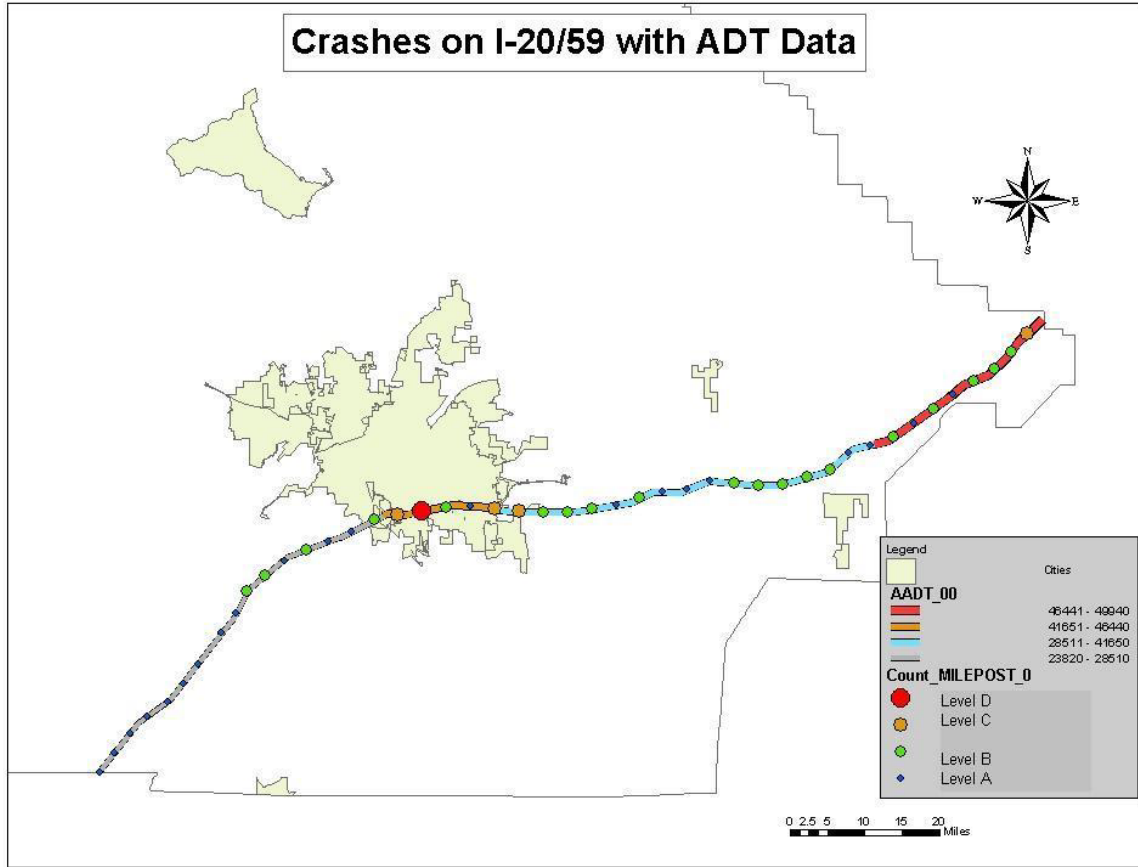 Crashes on I-20/59 with ADT Data
N
W E
S
Legend
Cities
AADT_00
46441 - 49940
41651 - 46440
28511 - 41650
23820 - 28510
Count_MILEPOST_0
Level D
Level C
Level B
Level A
0 2.5 5 10 15 20
Miles